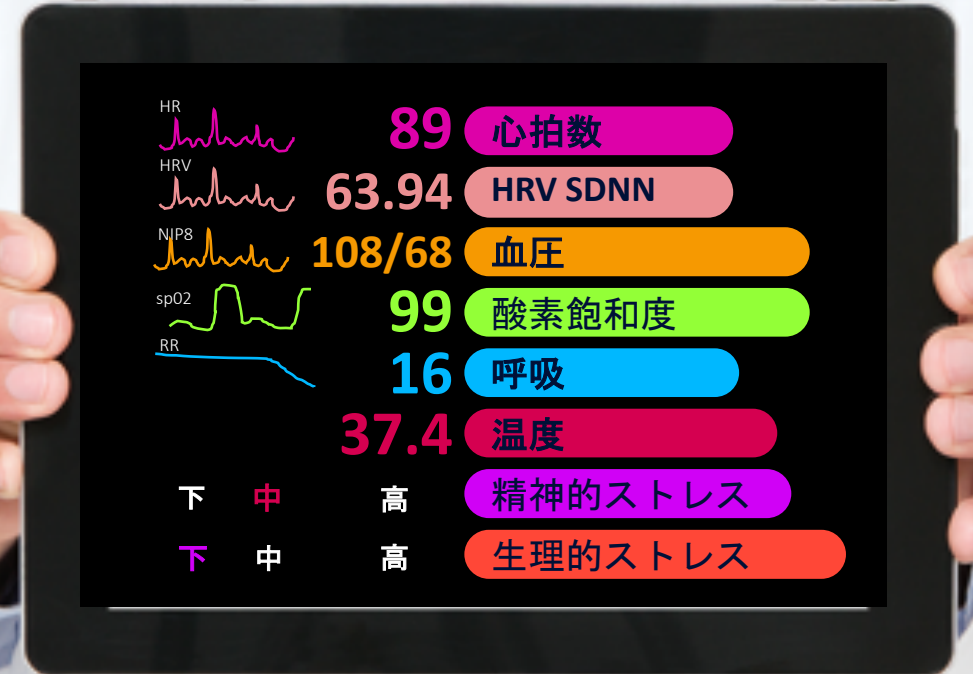 HR
89 心拍数
HRV
63.94 HRV SDNN
NIP8
108/68 血圧
sp02
99 酸素飽和度
RR
16 呼吸
37.4 温度
下 中 高 精神的ストレス
下 中 高 生理的ストレス